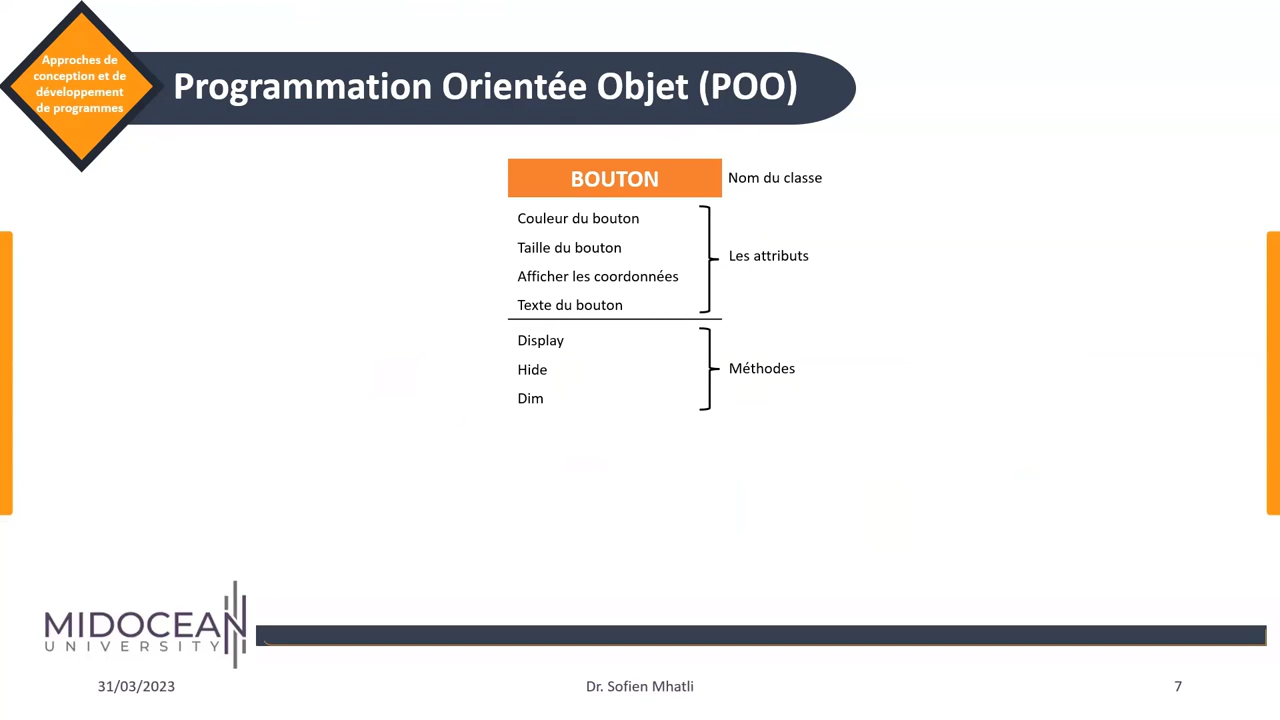 Approches de
conception et de
développement
de programmes
Programmation Orientée Objet (POO)
BOUTON
Nom du classe
Couleur du bouton
Taille du bouton
Afficher les coordonnées
Texte du bouton
Les attributs
Display
Hide
Dim
Méthodes
MIDOCEAN
UNIVERSITY
31/03/2023
Dr. Sofien Mhatli
7